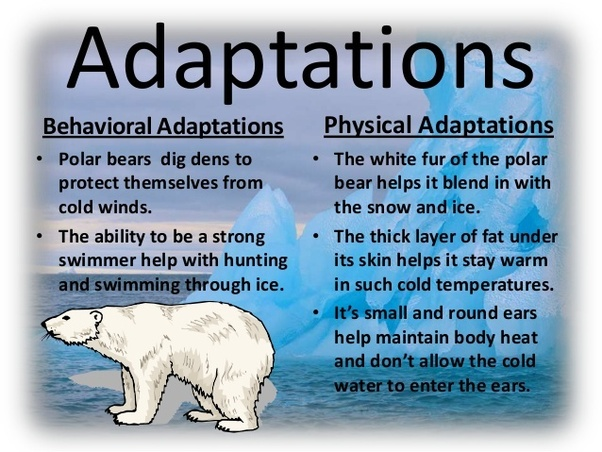 Adaptations
Behavioral Adaptations
• Polar bears dig dens to
protect themselves from
cold winds.
• The ability to be a strong
swimmer help with hunting
and swimming through ice.
Physical Adaptations
• The white fur of the polar
bear helps it blend in with
the snow and ice.
• The thick layer of fat under
its skin helps it stay warm
in such cold temperatures.
• It's small and round ears
help maintain body heat
and don't allow the cold
water to enter the ears.